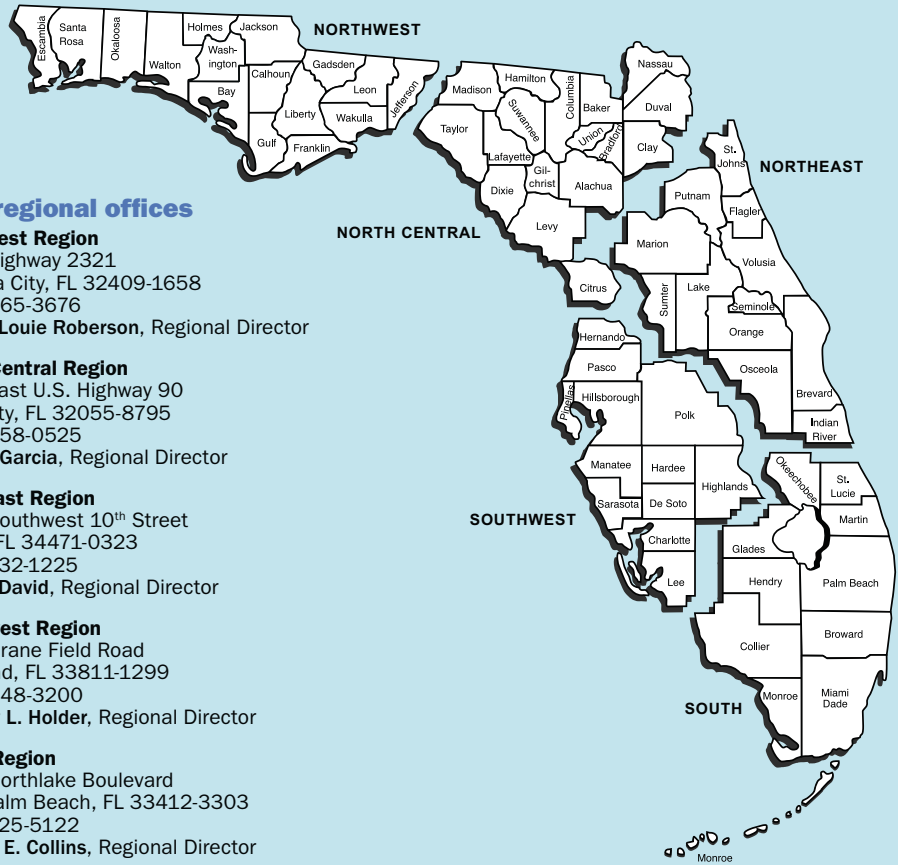 regional offices
est Region
ighway 2321
a City, FL 32409-1658
65-3676
Louie Roberson, Regional Director
Central Region
ast U.S. Highway 90
ty, FL 32055-8795
58-0525
Garcia, Regional Director
ast Region
outhwest 10th Street
FL 34471-0323
32-1225
David, Regional Director
est Region
rane Field Road
d, FL 33811-1299
48-3200
L. Holder, Regional Director
Region
orthlake Boulevard
alm Beach, FL 33412-3303
25-5122
E. Collins, Regional Director
NORTHWEST
Escambia
Santa
Rosa
Okaloosa
Walton
Holmes
Jackson
Wash-
ington
Bay
Calhoun
Gulf
Gadsden
Liberty
Franklin
Leon
Wakulla
Jefferson
NORTH CENTRAL
Madison
Taylor
Hamilton
Suwannee
Lafayette
Dixie
Columbia
Gil-
christ
Levy
Baker
Union
Bradford
Alachua
Nassau
Duval
Clay
Citrus
NORTHEAST
St.
Johns
Putnam
Flagler
Marion
Volusia
Sumter
Lake
Seminole
Orange
Osceola
Brevard
Indian
River
SOUTHWEST
Hernando
Pasco
Pinellas
Hillsborough
Polk
Manatee
Hardee
Highlands
Sarasota
De Soto
Charlotte
Lee
SOUTH
Okeechobee
St.
Lucie
Martin
Glades
Hendry
Palm Beach
Collier
Broward
Monroe
Miami
Dade
Monroe